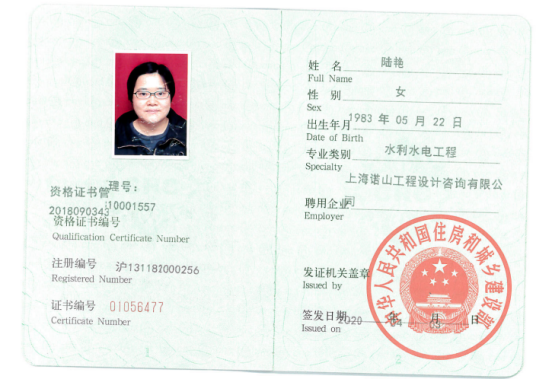 资格证书管理号:
201809034310001557
资格证书编号
Qualification Certificate Number
注册编号 沪131181000256
Registered Number
证书编号 01056477
Certificate Number
1
姓 名 陆艳
Full Name
性 别 女
Sex
出生年月 1983 年 05 月 22 日
Date of Birth
专业类别 水利水电工程
Specialty
上海诺山工程设计咨询有限公
聘用企业 司
Employer
中华人民共和国住房和城乡建设部
发证机关盖章
Issued by
签发日期 2020 年 月 日
Issued on
2